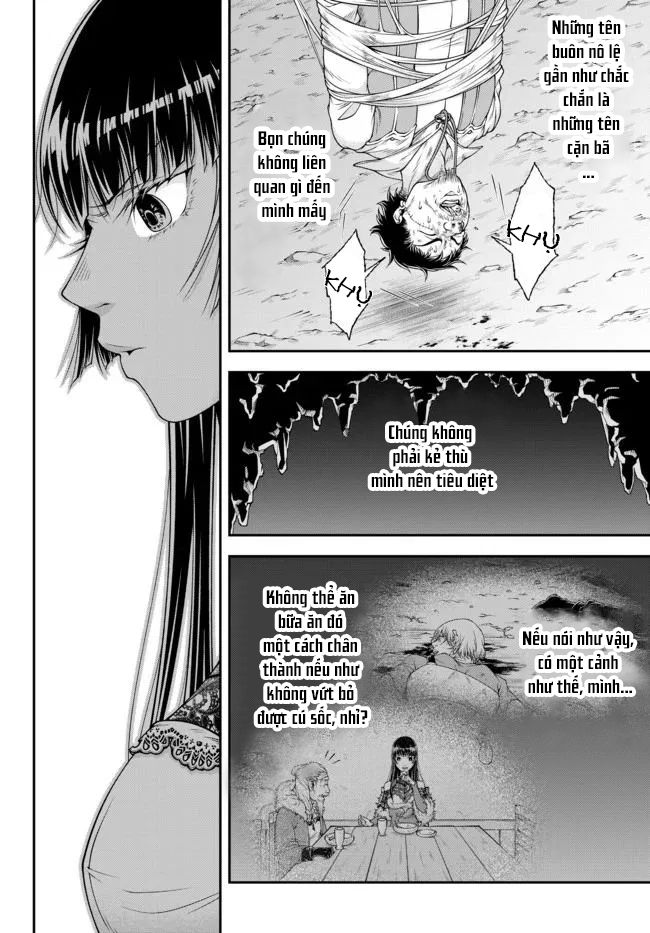 Những tên
buôn nô lệ
gần như chắc
chắn là
những tên
cặn bã
...
Bọn chúng
không liên
quan gì đến
mình mấy
KHỤ
KHỤ
Chúng không
phải kẻ thù
mình nên tiêu diệt
Nếu nói như vậy,
có một cảnh
như thế, mình...
Không thể ăn
bữa ăn đó
một cách chân
thành nếu như
không vứt bỏ
được cú sốc, nhỉ?